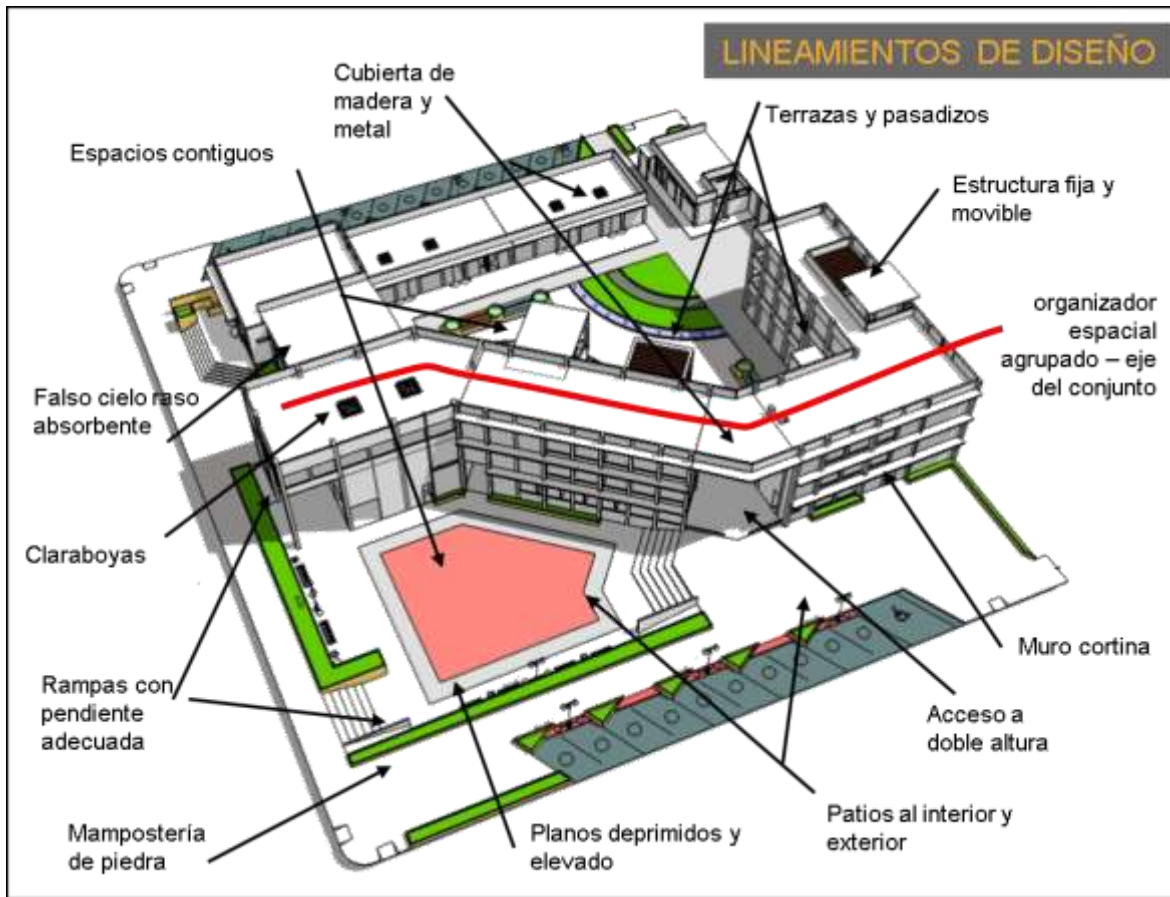 LINEAMIENTOS DE DISEÑO
Cubierta de
madera y
metal
Terrazas y pasadizos
Espacios contiguos
Estructura fija y
movible
organizador
espacial
agrupado – eje
del conjunto
Falso cielo raso
absorbente
Claraboyas
Muro cortina
Rampas con
pendiente
adecuada
Acceso a
doble altura
Mampostería
de piedra
Planos deprimidos y
elevado
Patios al interior y
exterior